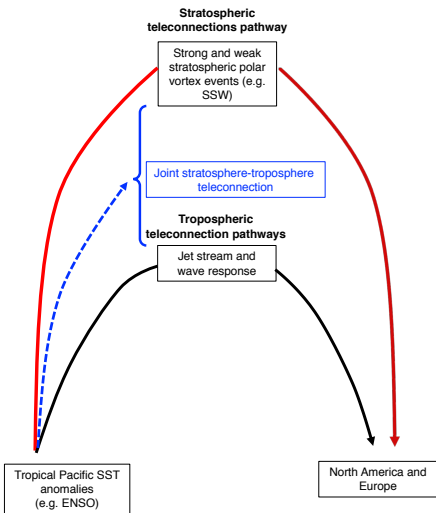 Stratospheric
teleconnections pathway
Strong and weak
stratospheric polar
vortex events (e.g.
SSW)
Joint stratosphere-troposphere
teleconnection
Tropospheric
teleconnection pathways
Jet stream and
wave response
Tropical Pacific SST
anomalies
(e.g. ENSO)
North America and
Europe